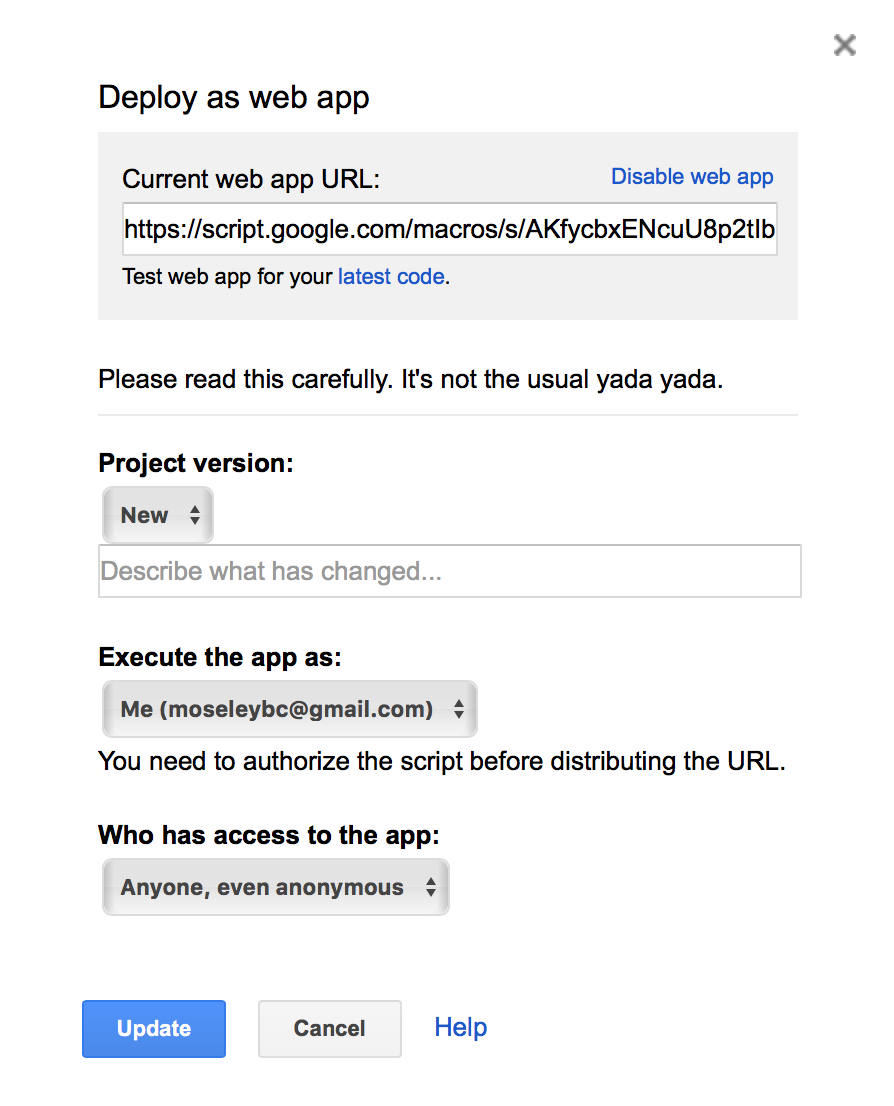 Deploy as web app
Current web app URL:
Disable web app
https://script.google.com/macros/s/AKfycbxENcuU8p2tIb
Test web app for your latest code.
Please read this carefully. It's not the usual yada yada.
Project version:
New
Describe what has changed...
Execute the app as:
Me (moseleybc@gmail.com)
You need to authorize the script before distributing the URL.
Who has access to the app:
Anyone, even anonymous
Update
Cancel
Help